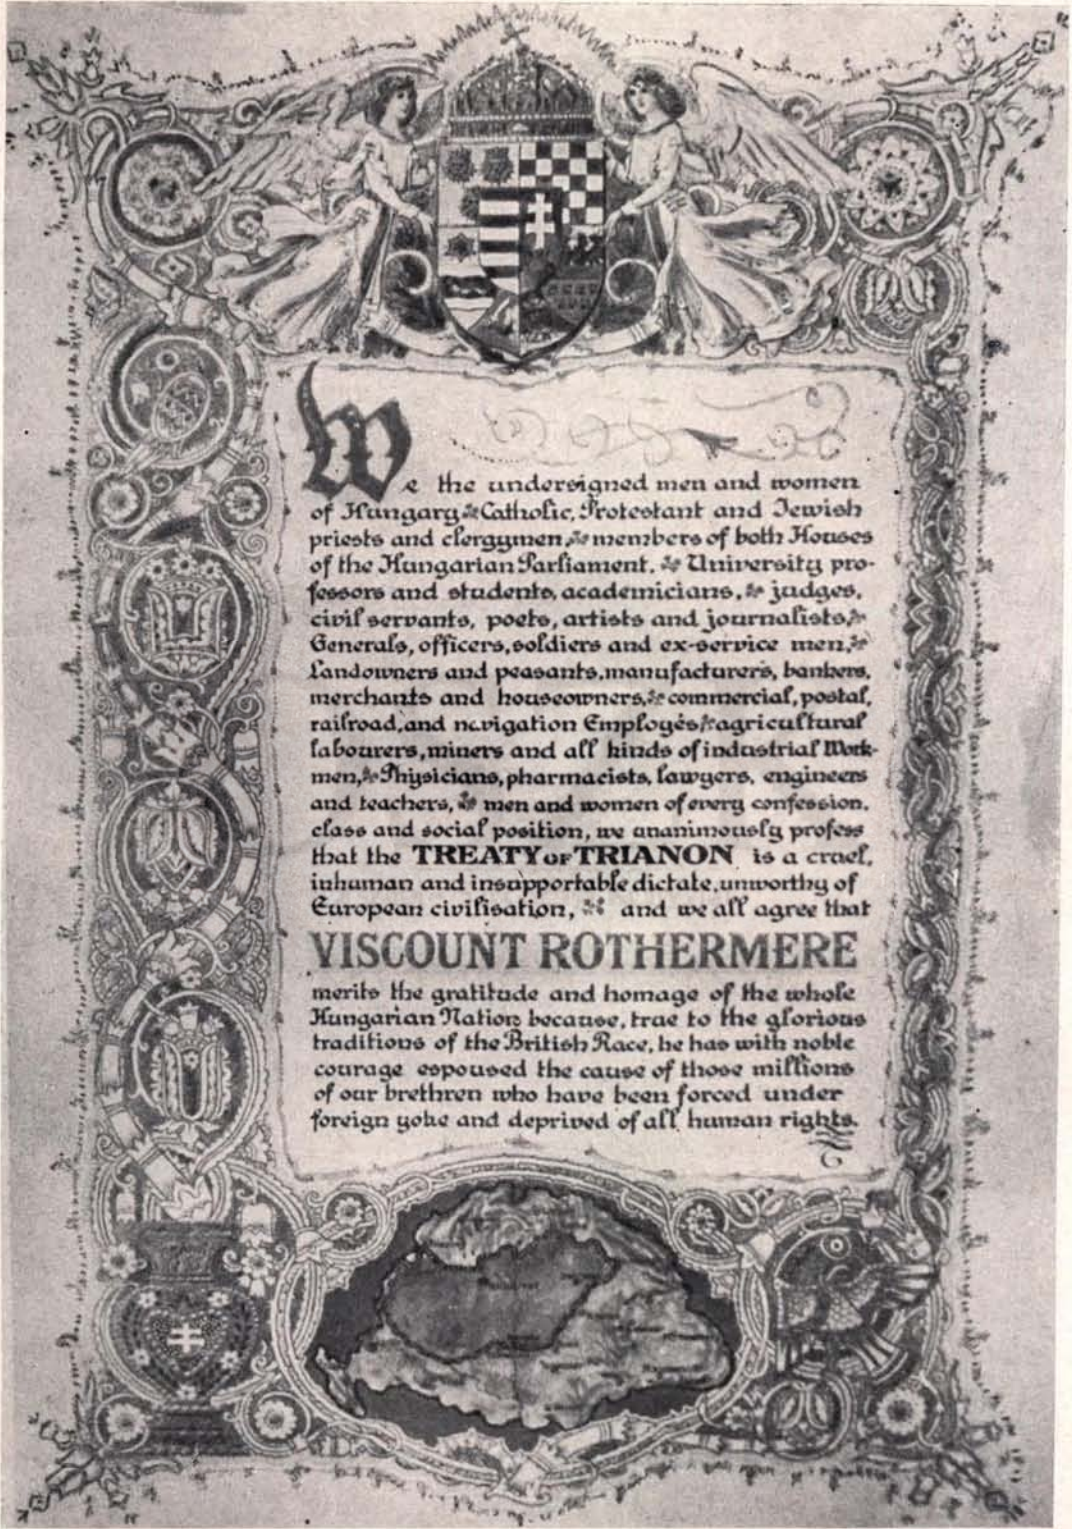 We the undersigned men and women
of Hungary, Catholic, Protestant and Jewish
priests and clergymen, members of both Houses
of the Hungarian Parliament, University pro-
fessors and students, academicians, judges,
civil servants, poets, artists and journalists,
Generals, officers, soldiers and ex-service men,
Landowners and peasants, manufacturers, bankers,
merchants and houseowners, commercial, postal,
railroad, and navigation Employés, agricultural
labourers, miners and all kinds of industrial Work-
men, Physicians, pharmacists, lawyers, engineers
and teachers, men and women of every confession,
class and social position, we unanimously profess
that the TREATY OF TRIANON is a cruel,
inhuman and insupportable dictate, unworthy of
European civilisation, and we all agree that
VISCOUNT ROTHERMERE
merits the gratitude and homage of the whole
Hungarian Nation because, true to the glorious
traditions of the British Race, he has with noble
courage espoused the cause of those millions
of our brethren who have been forced under
foreign yoke and deprived of all human rights.